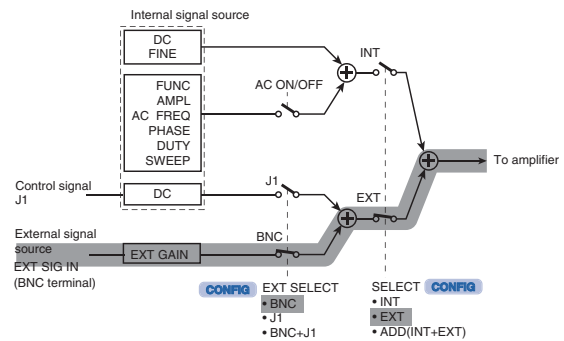 Internal signal source
DC
FINE
INT
FUNC
AMPL
AC FREQ
PHASE
DUTY
SWEEP
AC ON/OFF
To amplifier
Control signal
J1
DC
J1
EXT
External signal
source
EXT SIG IN
(BNC terminal)
EXT GAIN
BNC
CONFIG EXT SELECT
• BNC
• J1
• BNC+J1
SELECT CONFIG
• INT
• EXT
• ADD(INT+EXT)